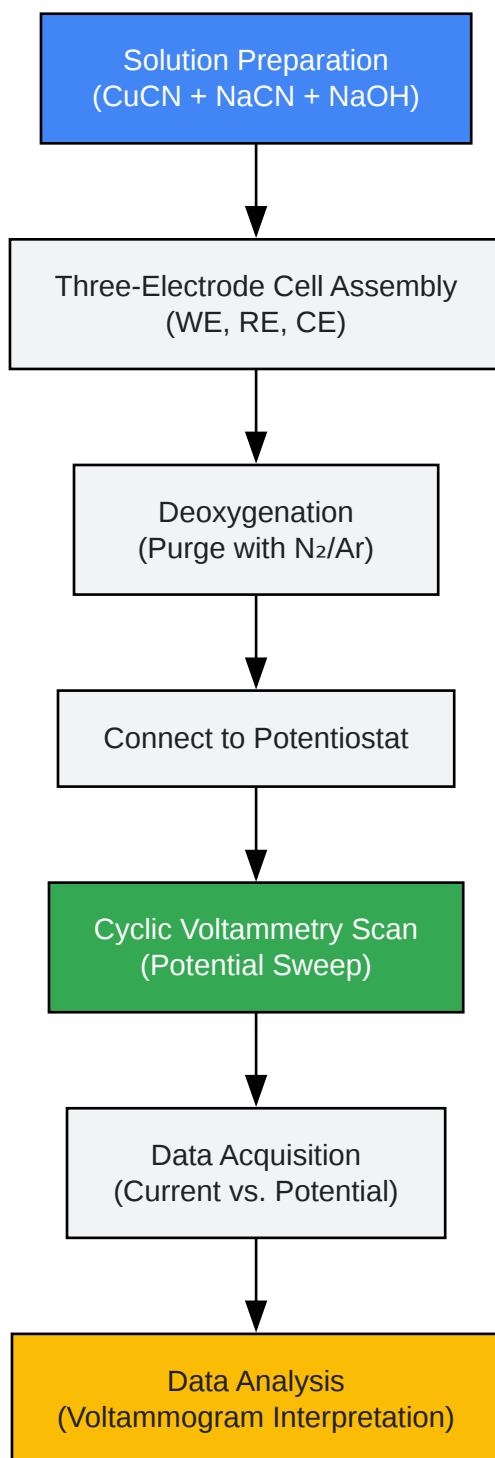 Solution Preparation
(CuCN + NaCN + NaOH)
Three-Electrode Cell Assembly
(WE, RE, CE)
Deoxygenation
(Purge with N₂/Ar)
Connect to Potentiostat
Cyclic Voltammetry Scan
(Potential Sweep)
Data Acquisition
(Current vs. Potential)
Data Analysis
(Voltammogram Interpretation)